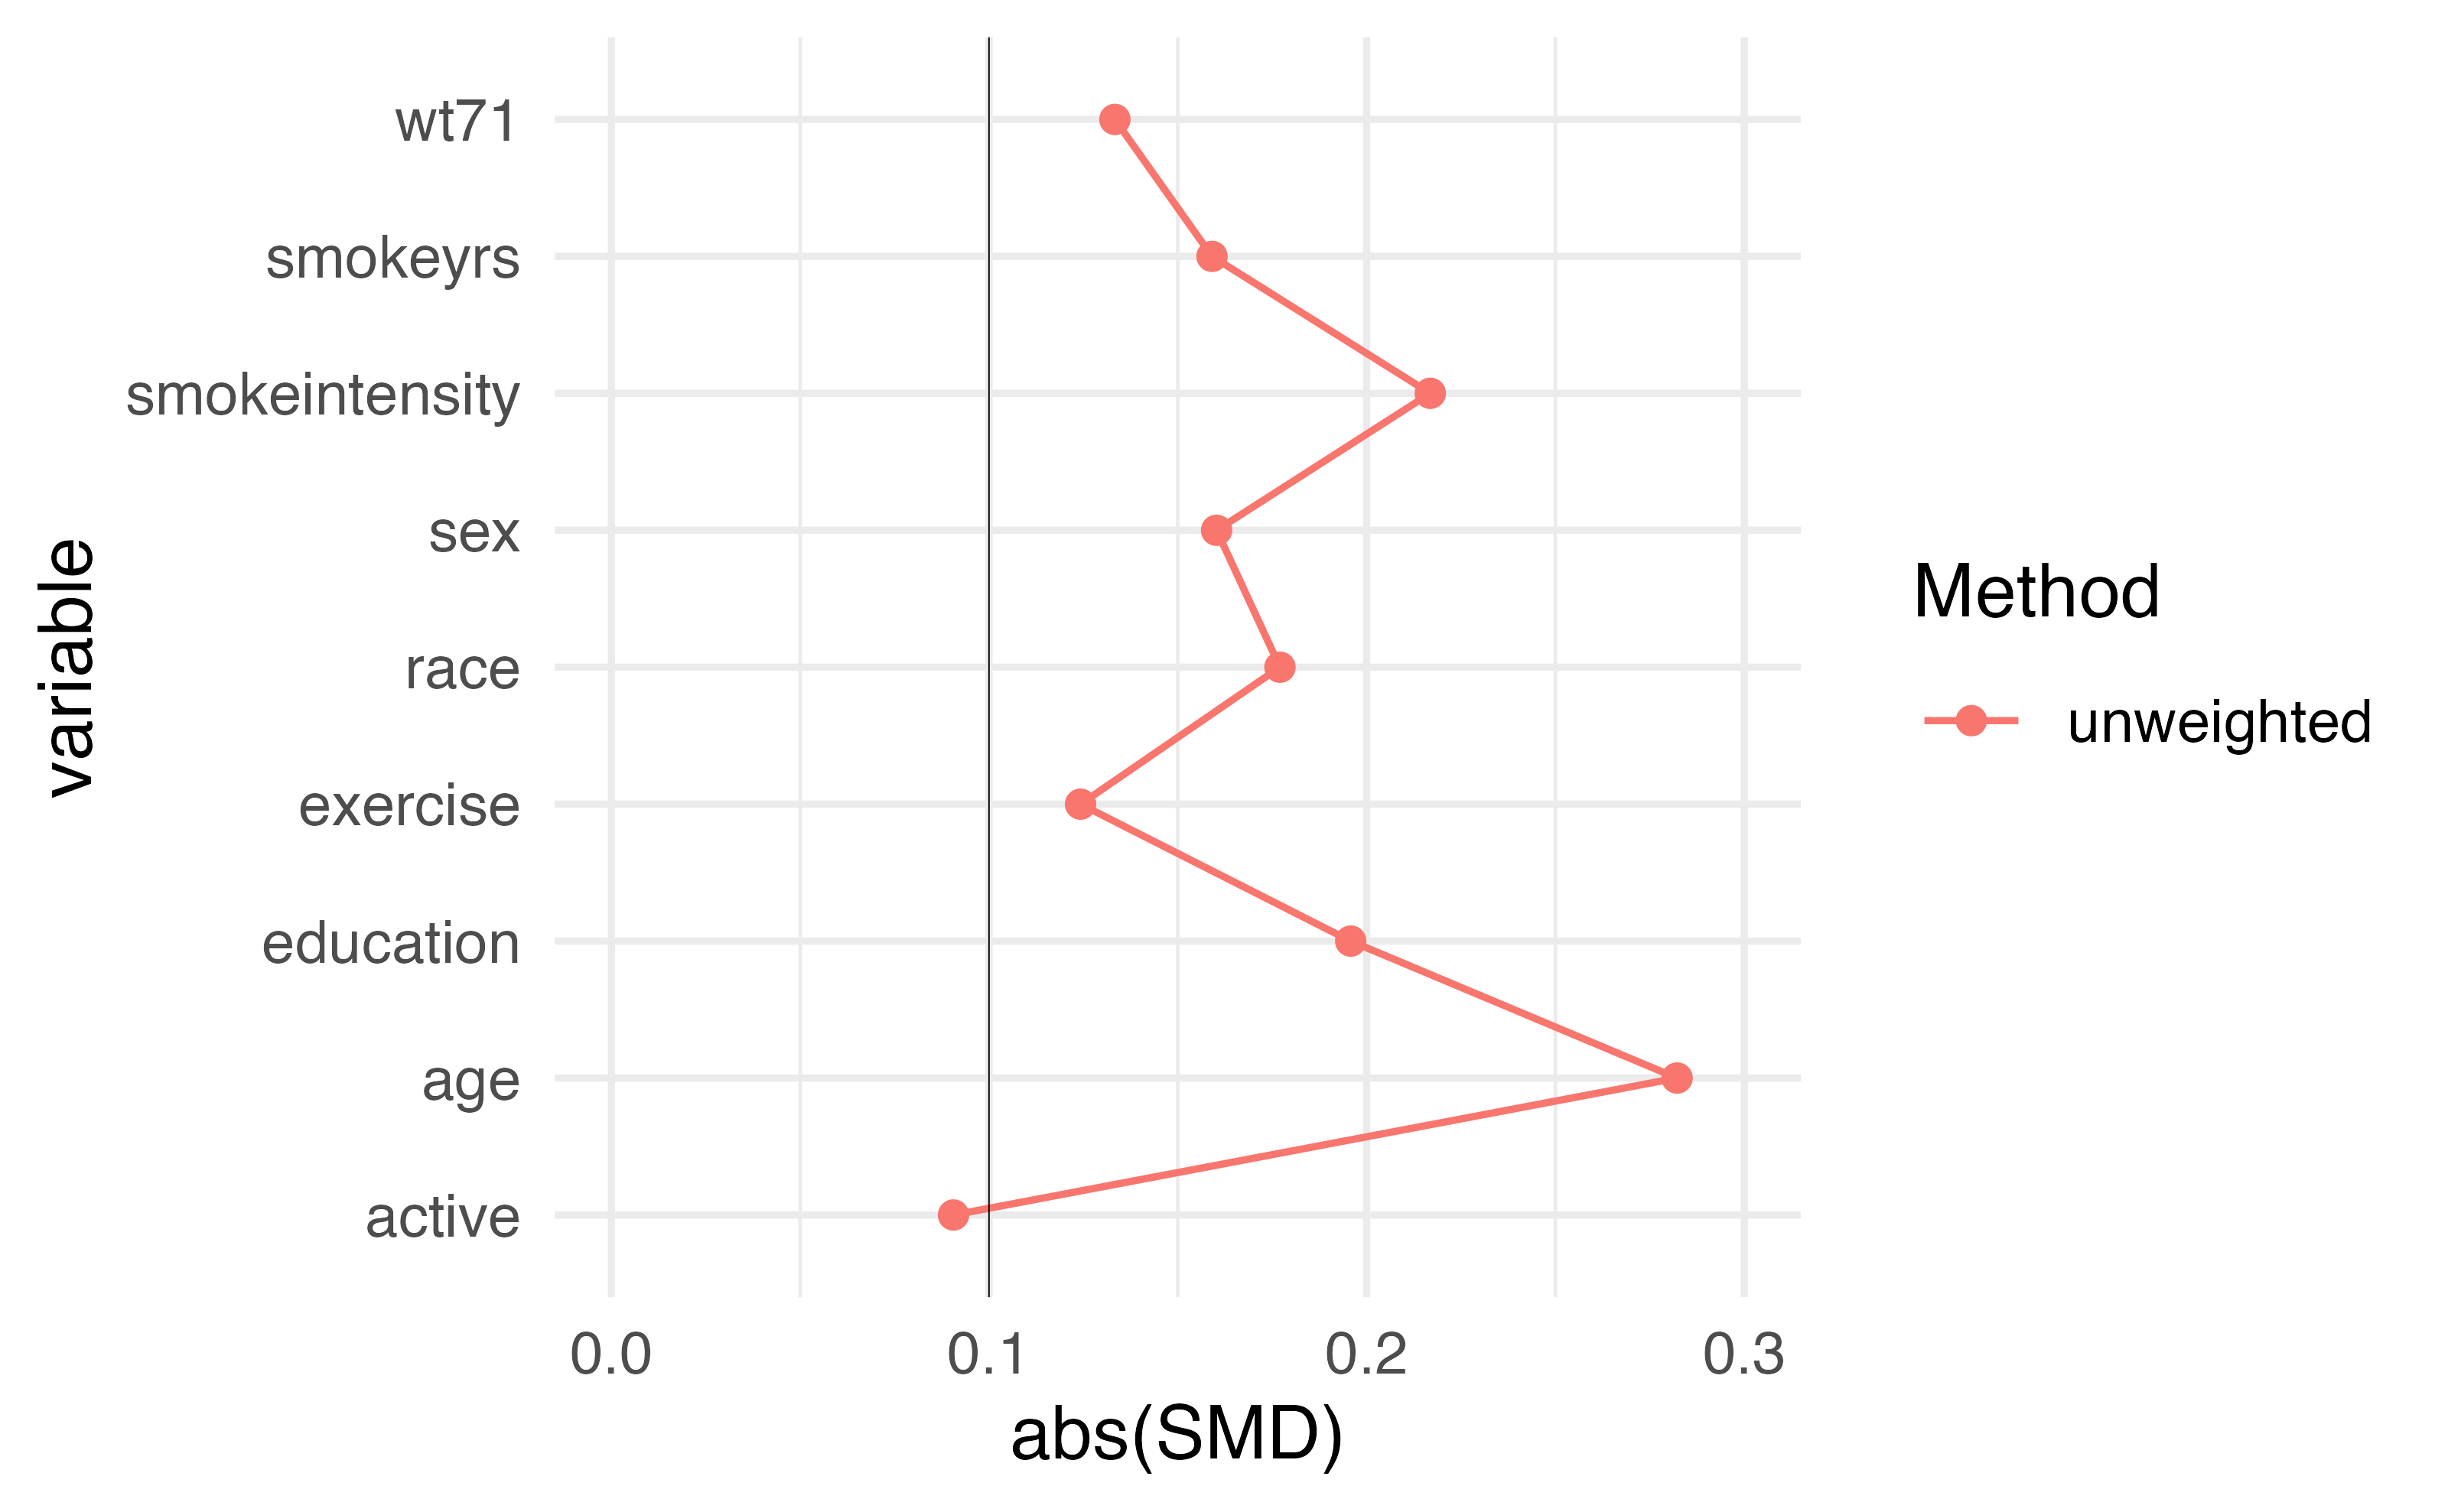 variable
wt71
smokeyrs
smokeintensity
sex
race
exercise
education
age
active
0.0 0.1 0.2 0.3
abs(SMD)
Method
unweighted